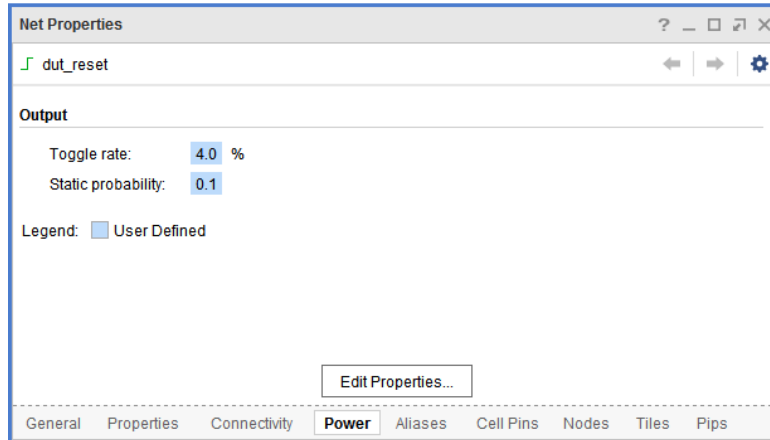 Net Properties ?
dut_reset
Output
Toggle rate: 4.0 %
Static probability: 0.1
Legend: User Defined
Edit Properties...
General Properties Connectivity Power Aliases Cell Pins Nodes Tiles Pips